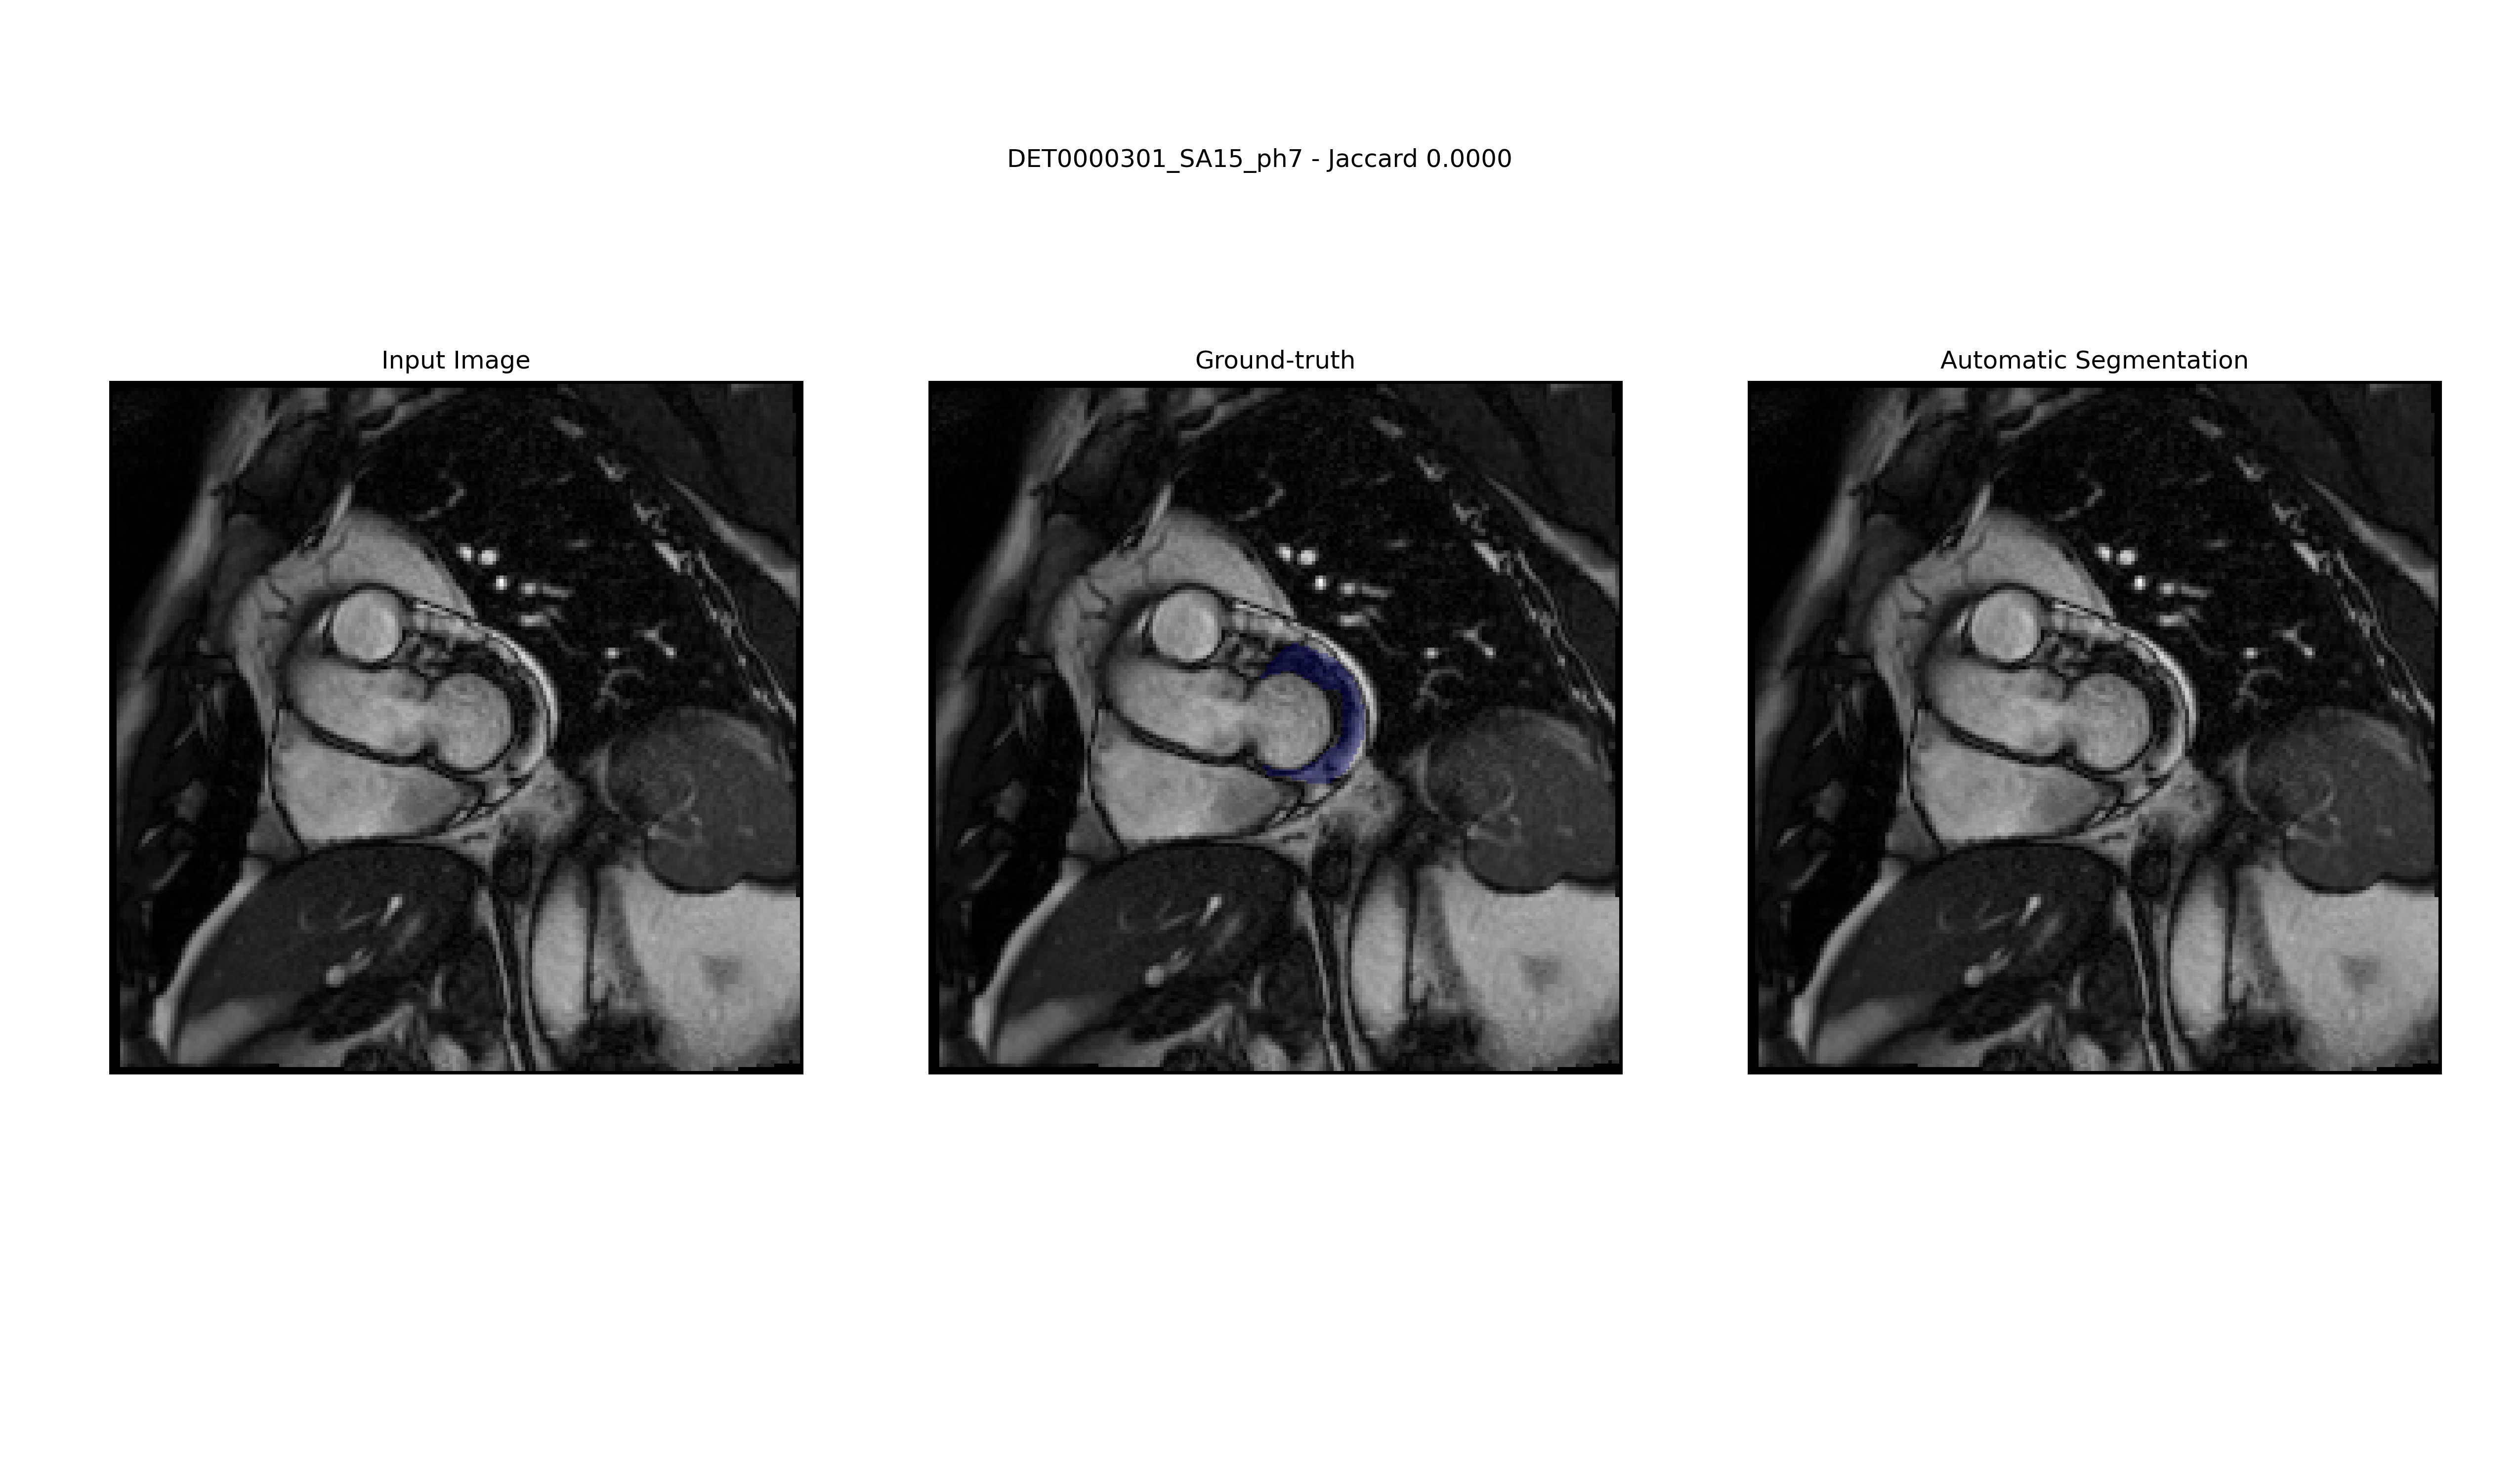 DET0000301_SA15_ph7 - Jaccard 0.0000
Input Image
Ground-truth
Automatic Segmentation